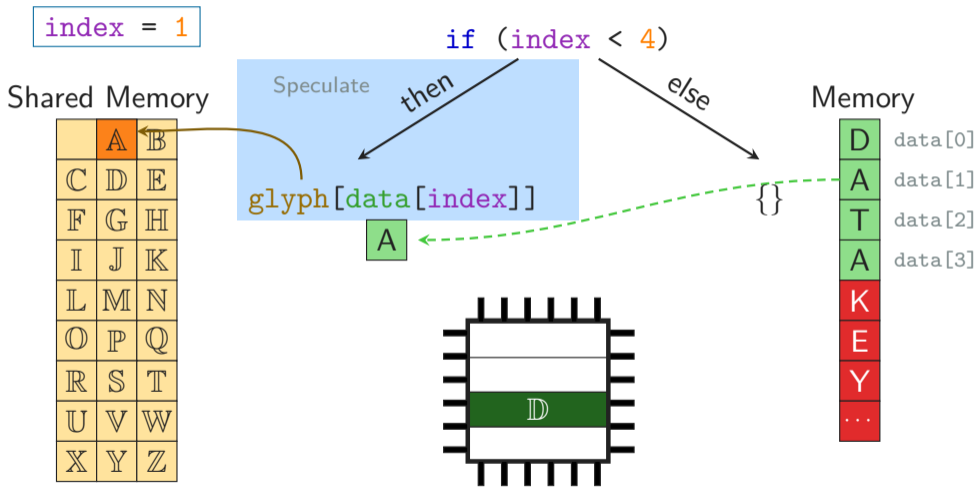 index = 1
if (index < 4)
Speculate
then
else
Shared Memory
𝔸 𝔹
ℂ 𝔻 𝔼
𝔽 𝔾 ℍ
𝕀 𝕁 𝕂
𝕃 𝕄 ℕ
𝕆 ℙ ℚ
ℝ 𝕊 𝕋
𝕌 𝕍 𝕎
𝕏 𝕐 ℤ
glyph[data[index]]
A
{}
𝔻
Memory
D data[0]
A data[1]
T data[2]
A data[3]
K
E
Y
...